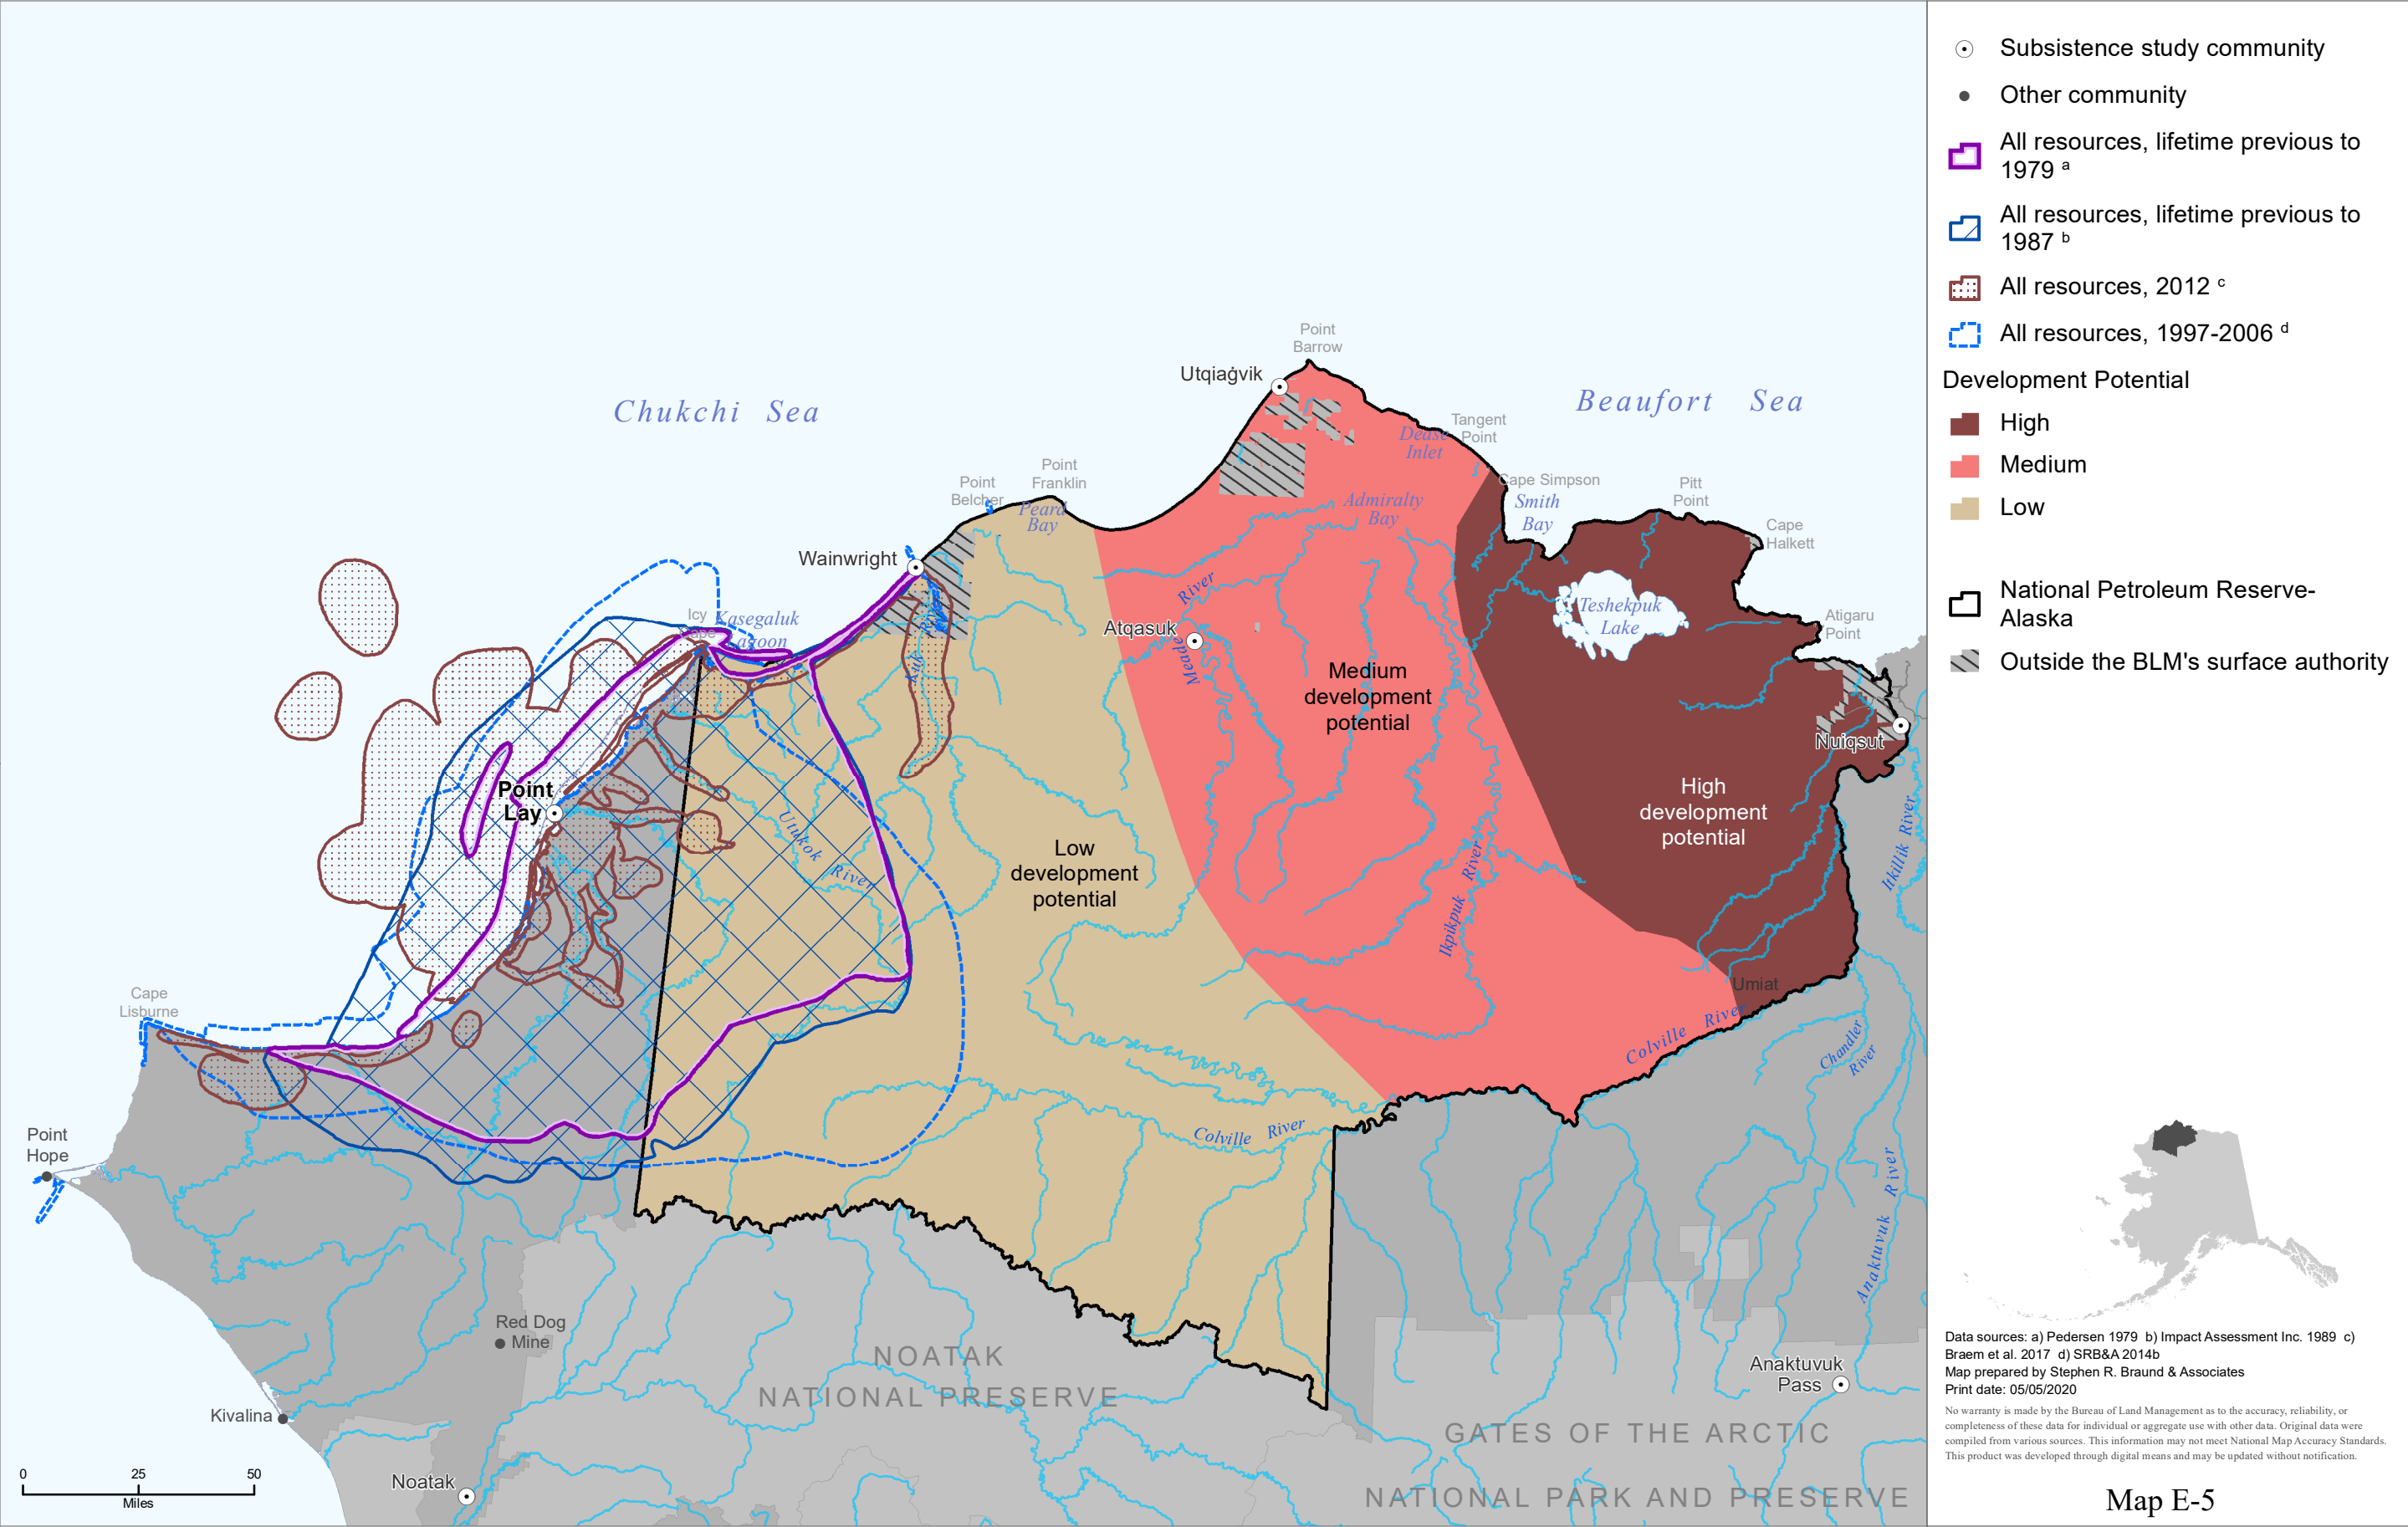 Subsistence study community
Other community
All resources, lifetime previous to
1979 a
All resources, lifetime previous to
1987 b
All resources, 2012 c
All resources, 1997-2006 d
Development Potential
High
Medium
Low
National Petroleum Reserve-
Alaska
Outside the BLM's surface authority
Point
Barrow
Utqiaġvik
Chukchi Sea
Beaufort Sea
Tangent
Point
Dease
Inlet
Point
Franklin
Point
Belcher
Peard
Bay
Cape Simpson
Smith
Bay
Admiralty
Bay
Pitt
Point
Cape
Halkett
Wainwright
Icy
Cape
Kasegaluk
Lagoon
Kuk
River
Atqasuk
Meade
River
Teshekpuk
Lake
Atigaru
Point
Nuiqsut
Medium
development
potential
High
development
potential
Low
development
potential
Point
Lay
Utukok
River
Ikpikpuk River
Itkillik River
Umiat
Colville River
Chandler
River
Cape
Lisburne
Point
Hope
Colville River
Anaktuvuk River
Red Dog
Mine
NOATAK
NATIONAL PRESERVE
Anaktuvuk
Pass
Kivalina
GATES OF THE ARCTIC
NATIONAL PARK AND PRESERVE
Noatak
0 25 50
Miles
Data sources: a) Pedersen 1979 b) Impact Assessment Inc. 1989 c)
Braem et al. 2017 d) SRB&A 2014b
Map prepared by Stephen R. Braund & Associates
Print date: 05/05/2020
No warranty is made by the Bureau of Land Management as to the accuracy, reliability, or
completeness of these data for individual or aggregate use with other data. Original data were
compiled from various sources. This information may not meet National Map Accuracy Standards.
This product was developed through digital means and may be updated without notification.
Map E-5